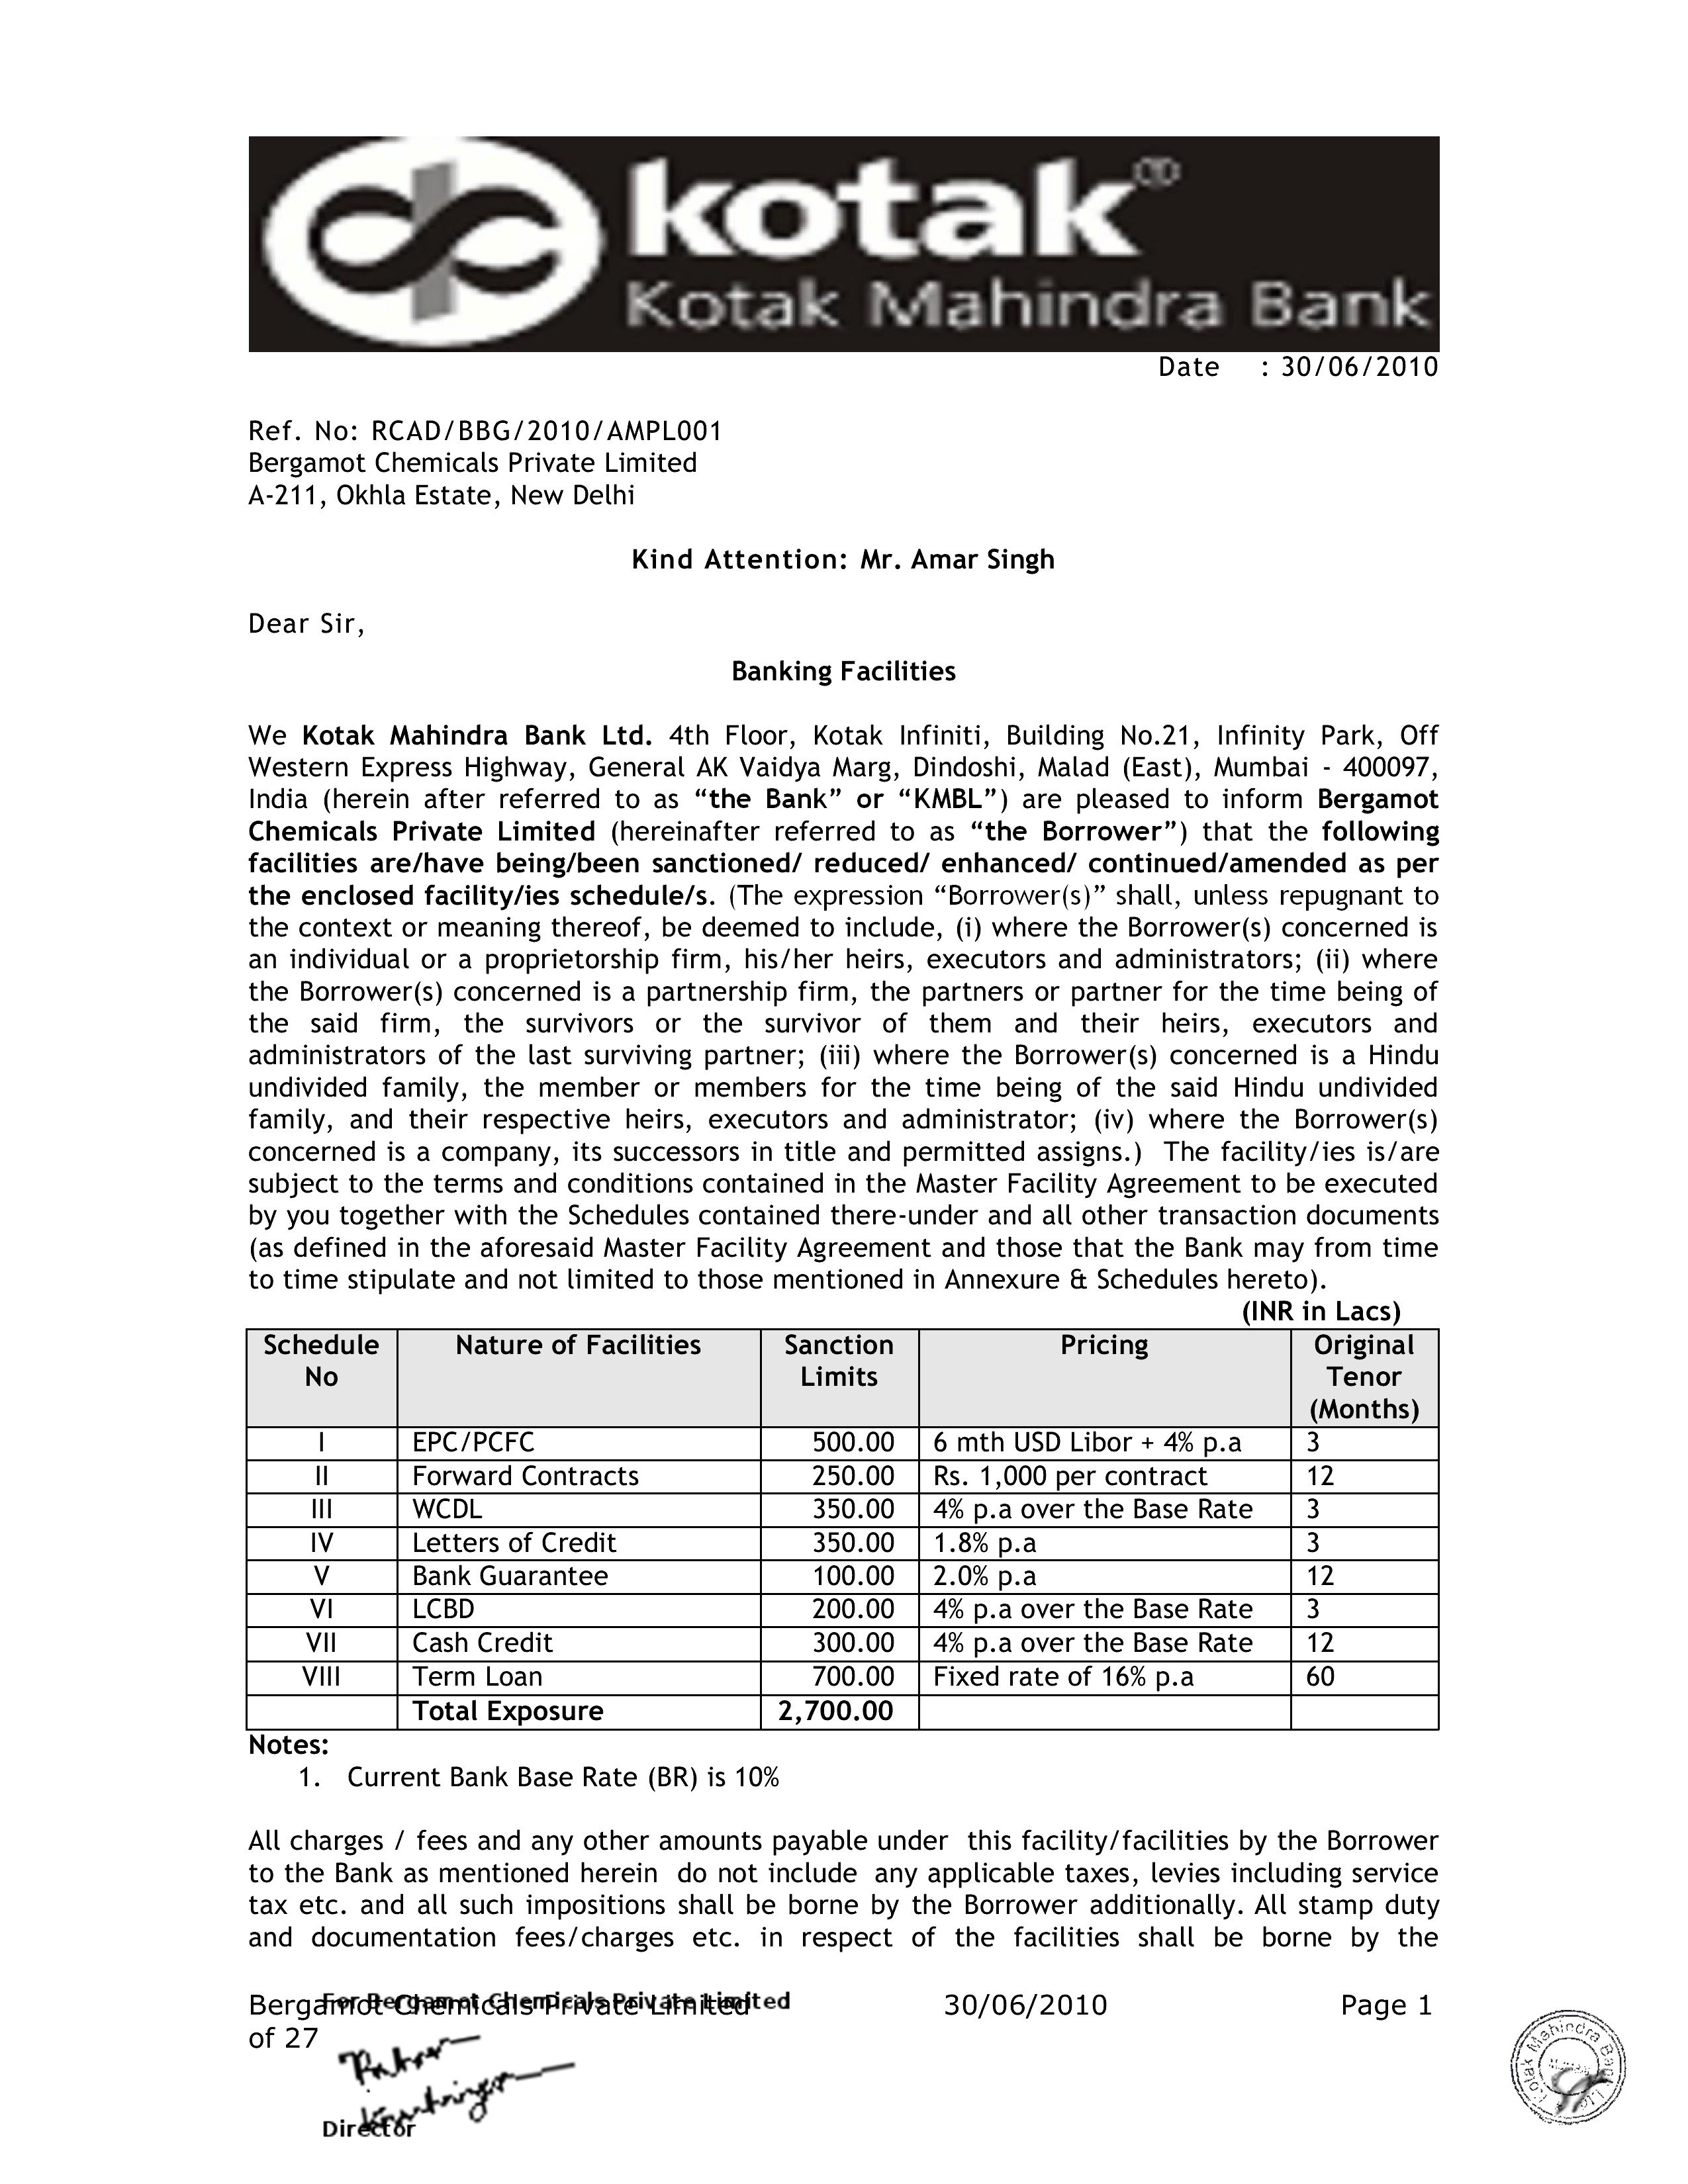 kotak
Kotak Mahindra Bank
Date : 30/06/2010
Ref. No: RCAD/BBG/2010/AMPL001
Bergamot Chemicals Private Limited
A-211, Okhla Estate, New Delhi
Kind Attention: Mr. Amar Singh
Dear Sir,
Banking Facilities
We Kotak Mahindra Bank Ltd. 4th Floor, Kotak Infiniti, Building No.21, Infinity Park, Off
Western Express Highway, General AK Vaidya Marg, Dindoshi, Malad (East), Mumbai - 400097,
India (herein after referred to as “the Bank” or “KMBL”) are pleased to inform Bergamot
Chemicals Private Limited (hereinafter referred to as “the Borrower”) that the following
facilities are/have being/been sanctioned/ reduced/ enhanced/ continued/amended as per
the enclosed facility/ies schedule/s. (The expression “Borrower(s)” shall, unless repugnant to
the context or meaning thereof, be deemed to include, (i) where the Borrower(s) concerned is
an individual or a proprietorship firm, his/her heirs, executors and administrators; (ii) where
the Borrower(s) concerned is a partnership firm, the partners or partner for the time being of
the said firm, the survivors or the survivor of them and their heirs, executors and
administrators of the last surviving partner; (iii) where the Borrower(s) concerned is a Hindu
undivided family, the member or members for the time being of the said Hindu undivided
family, and their respective heirs, executors and administrator; (iv) where the Borrower(s)
concerned is a company, its successors in title and permitted assigns.) The facility/ies is/are
subject to the terms and conditions contained in the Master Facility Agreement to be executed
by you together with the Schedules contained there-under and all other transaction documents
(as defined in the aforesaid Master Facility Agreement and those that the Bank may from time
to time stipulate and not limited to those mentioned in Annexure & Schedules hereto).
(INR in Lacs)
Schedule No Nature of Facilities Sanction Limits Pricing Original Tenor (Months)
I EPC/PCFC 500.00 6 mth USD Libor + 4% p.a 3
II Forward Contracts 250.00 Rs. 1,000 per contract 12
III WCDL 350.00 4% p.a over the Base Rate 3
IV Letters of Credit 350.00 1.8% p.a 3
V Bank Guarantee 100.00 2.0% p.a 12
VI LCBD 200.00 4% p.a over the Base Rate 3
VII Cash Credit 300.00 4% p.a over the Base Rate 12
VIII Term Loan 700.00 Fixed rate of 16% p.a 60
Total Exposure 2,700.00
Notes:
1. Current Bank Base Rate (BR) is 10%
All charges / fees and any other amounts payable under this facility/facilities by the Borrower
to the Bank as mentioned herein do not include any applicable taxes, levies including service
tax etc. and all such impositions shall be borne by the Borrower additionally. All stamp duty
and documentation fees/charges etc. in respect of the facilities shall be borne by the
Bergamot Chemicals Private Limited 30/06/2010 Page 1
of 27
For Bergamot Chemicals Private Limited
Director
Kotak Mahindra Bank Ltd